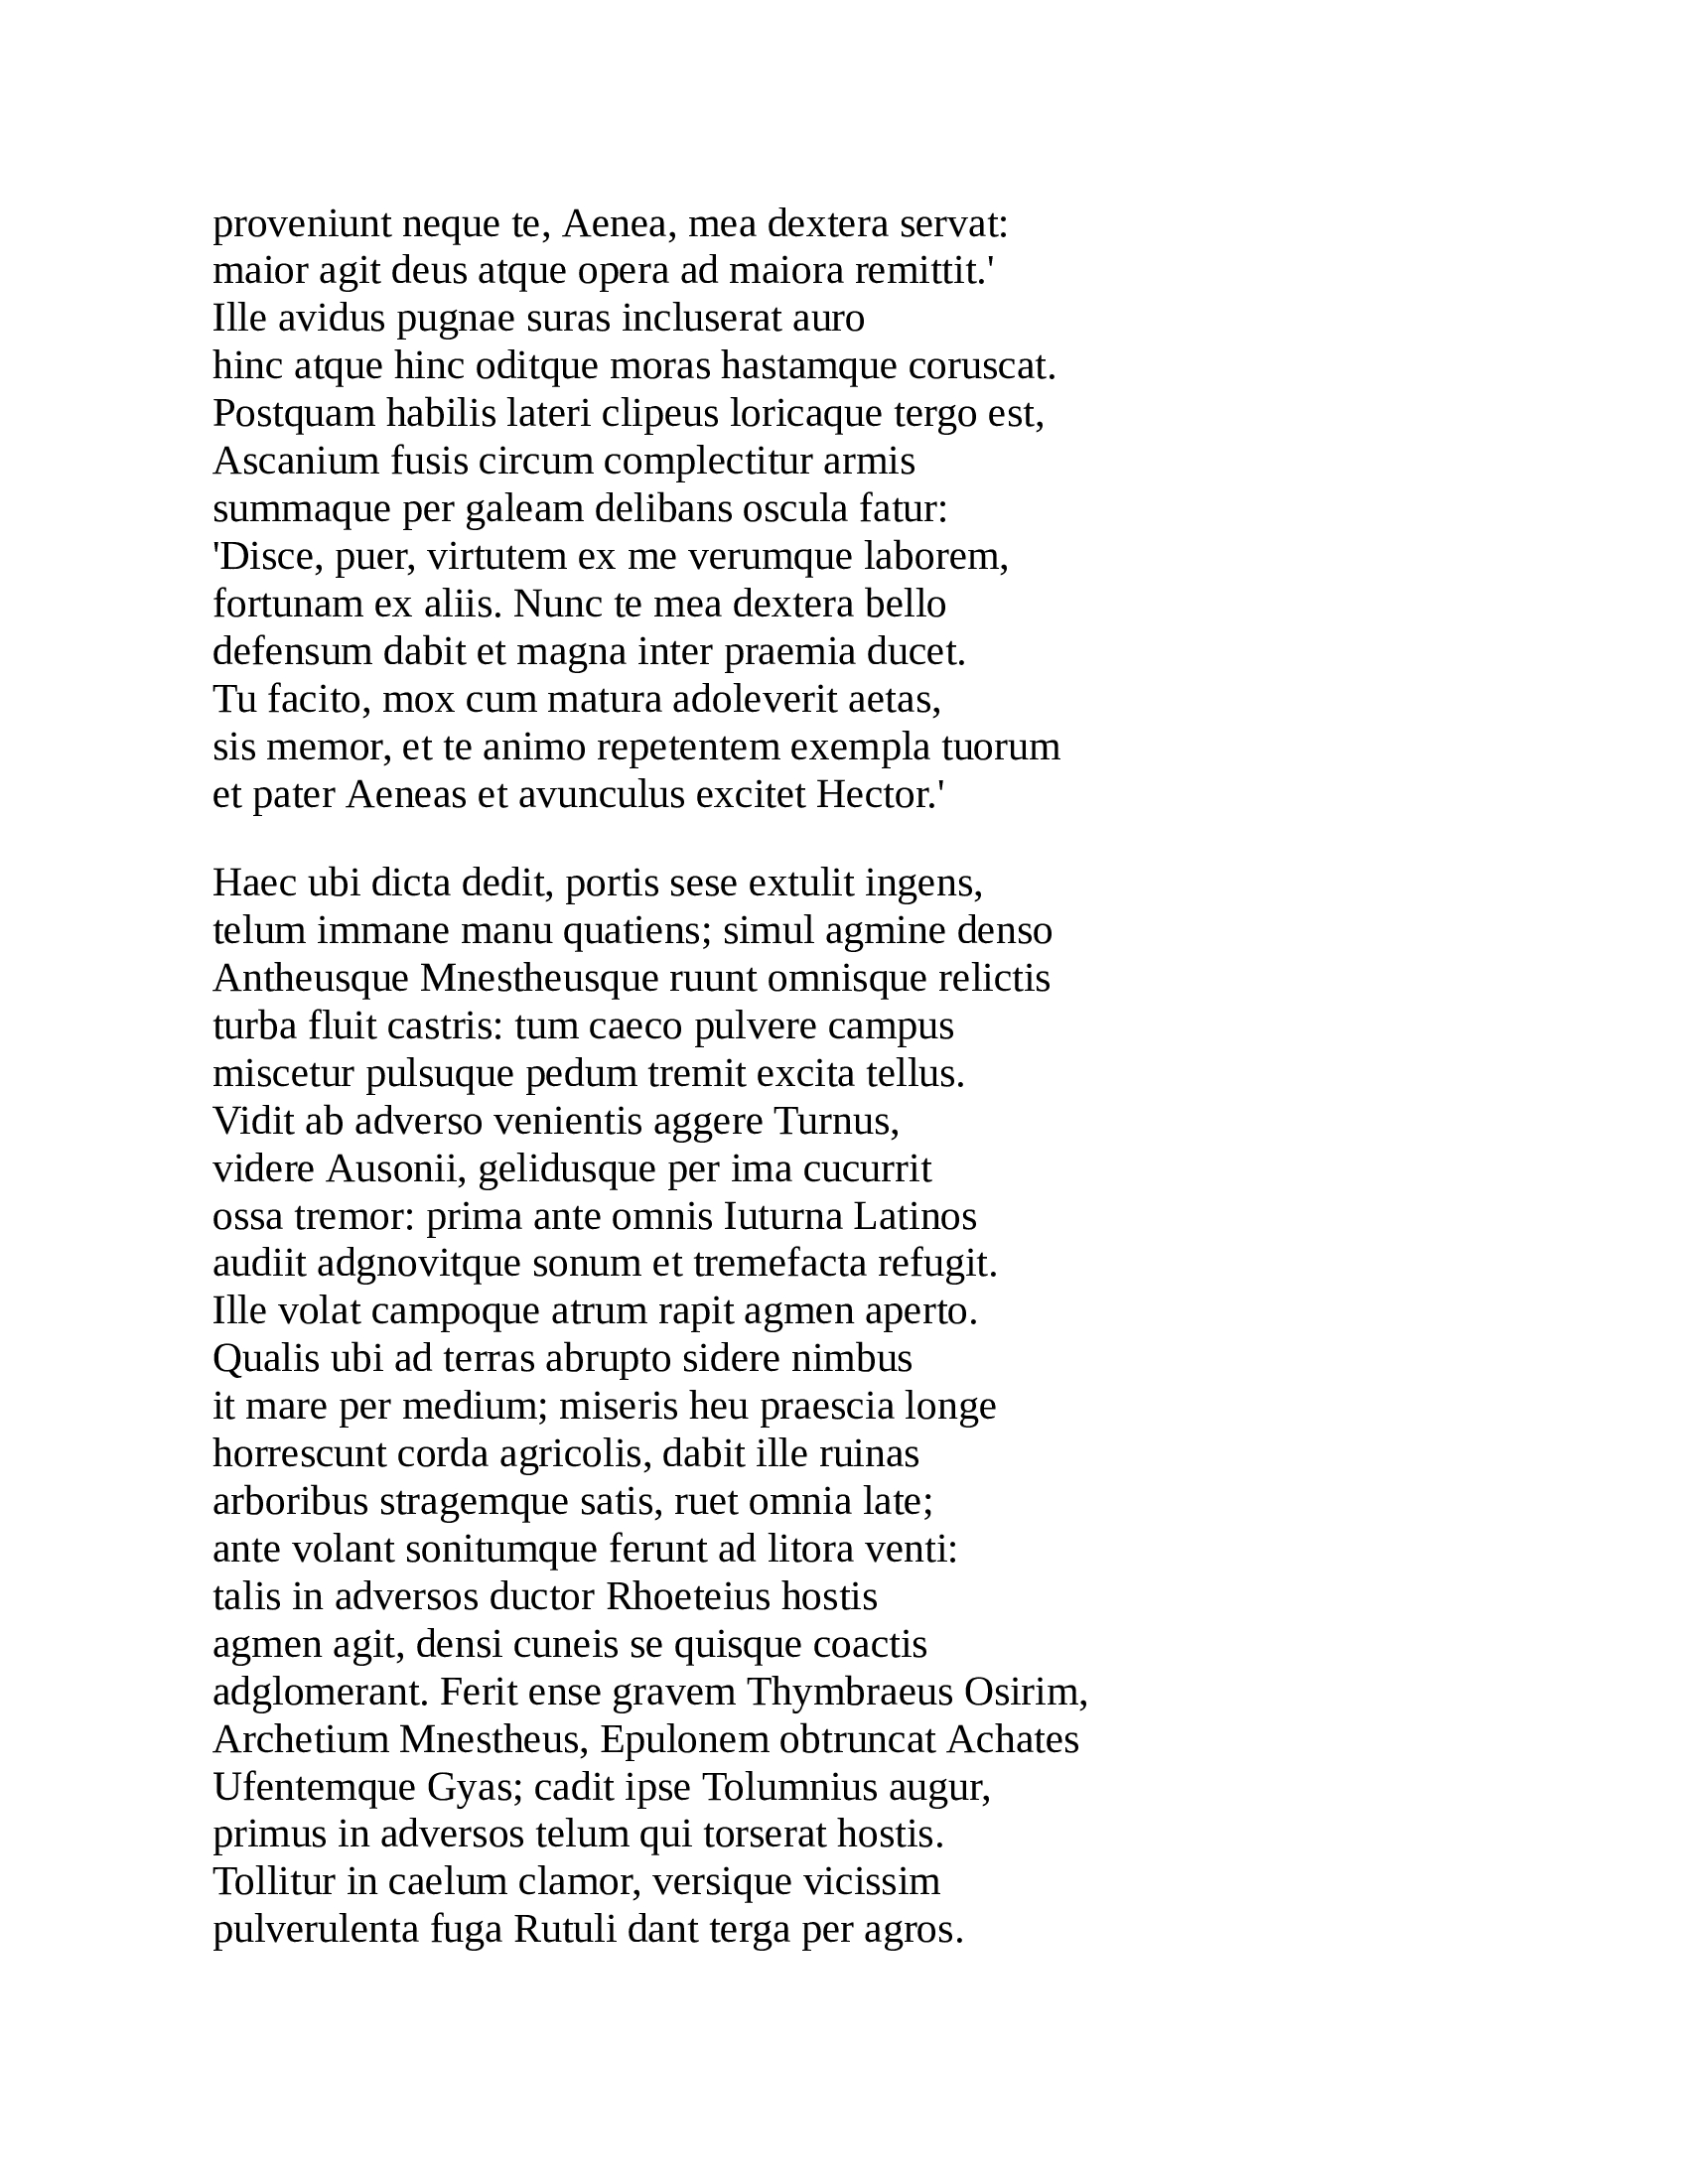 proveniunt neque te, Aenea, mea dextera servat:
maior agit deus atque opera ad maiora remittit.'
Ille avidus pugnae suras incluserat auro
hinc atque hinc oditque moras hastamque coruscat.
Postquam habilis lateri clipeus loricaque tergo est,
Ascanium fusis circum complectitur armis
summaque per galeam delibans oscula fatur:
'Disce, puer, virtutem ex me verumque laborem,
fortunam ex aliis. Nunc te mea dextera bello
defensum dabit et magna inter praemia ducet.
Tu facito, mox cum matura adoleverit aetas,
sis memor, et te animo repetentem exempla tuorum
et pater Aeneas et avunculus excitet Hector.'

Haec ubi dicta dedit, portis sese extulit ingens,
telum immane manu quatiens; simul agmine denso
Antheusque Mnestheusque ruunt omnisque relictis
turba fluit castris: tum caeco pulvere campus
miscetur pulsuque pedum tremit excita tellus.
Vidit ab adverso venientis aggere Turnus,
videre Ausonii, gelidusque per ima cucurrit
ossa tremor: prima ante omnis Iuturna Latinos
audiit adgnovitque sonum et tremefacta refugit.
Ille volat campoque atrum rapit agmen aperto.
Qualis ubi ad terras abrupto sidere nimbus
it mare per medium; miseris heu praescia longe
horrescunt corda agricolis, dabit ille ruinas
arboribus stragemque satis, ruet omnia late;
ante volant sonitumque ferunt ad litora venti:
talis in adversos ductor Rhoeteius hostis
agmen agit, densi cuneis se quisque coactis
adglomerant. Ferit ense gravem Thymbraeus Osirim,
Archetium Mnestheus, Epulonem obtruncat Achates
Ufentemque Gyas; cadit ipse Tolumnius augur,
primus in adversos telum qui torserat hostis.
Tollitur in caelum clamor, versique vicissim
pulverulenta fuga Rutuli dant terga per agros.